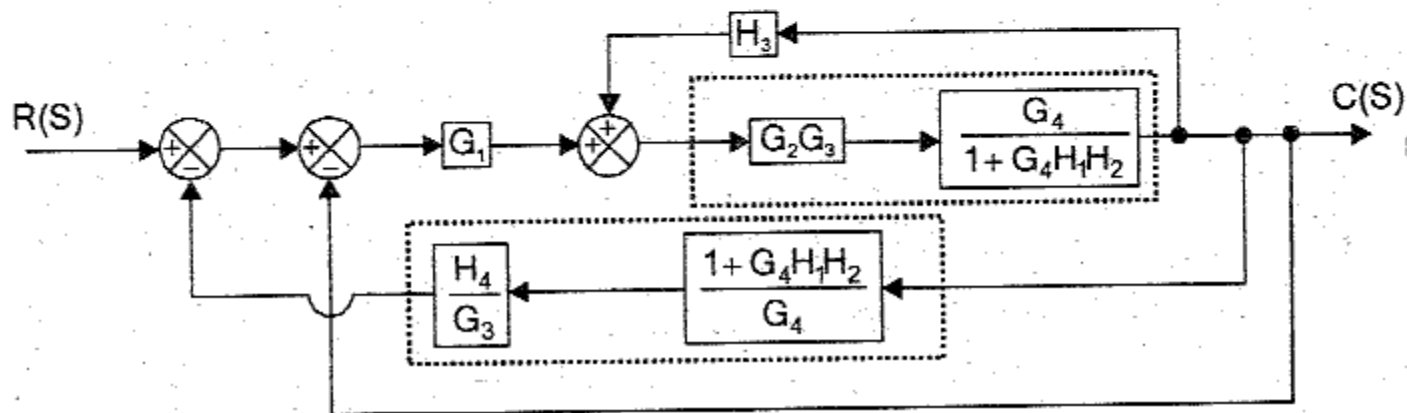 H₃
R(S)
C(S)
+
−
+
−
G₁
+
+
G₂G₃
G₄
1+G₄H₁H₂
H₄
G₃
1+G₄H₁H₂
G₄